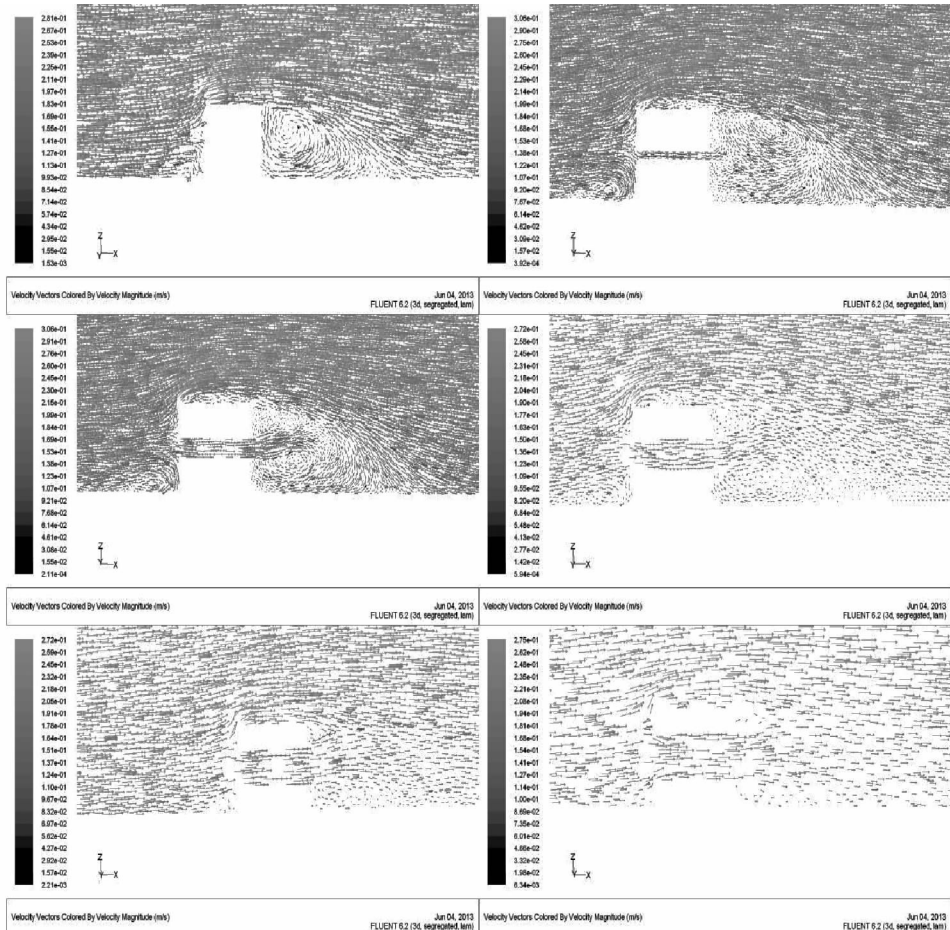 2.81e-01
2.67e-01
2.53e-01
2.39e-01
2.25e-01
2.11e-01
1.97e-01
1.83e-01
1.69e-01
1.55e-01
1.41e-01
1.27e-01
1.13e-01
9.93e-02
8.54e-02
7.14e-02
5.74e-02
4.34e-02
2.95e-02
1.55e-02
1.53e-03
Z
Y
X
Velocity Vectors Colored By Velocity Magnitude (m/s)
Jun 04, 2013
FLUENT 6.2 (3d, segregated, lam)
3.06e-01
2.90e-01
2.75e-01
2.60e-01
2.45e-01
2.29e-01
2.14e-01
1.99e-01
1.84e-01
1.68e-01
1.53e-01
1.38e-01
1.22e-01
1.07e-01
9.20e-02
7.67e-02
6.14e-02
4.62e-02
3.09e-02
1.57e-02
3.92e-04
Z
Y
X
Velocity Vectors Colored By Velocity Magnitude (m/s)
Jun 04, 2013
FLUENT 6.2 (3d, segregated, lam)
3.06e-01
2.91e-01
2.76e-01
2.60e-01
2.45e-01
2.30e-01
2.15e-01
1.99e-01
1.84e-01
1.69e-01
1.53e-01
1.38e-01
1.23e-01
1.07e-01
9.21e-02
7.68e-02
6.14e-02
4.61e-02
3.08e-02
1.55e-02
2.11e-04
Z
Y
X
Velocity Vectors Colored By Velocity Magnitude (m/s)
Jun 04, 2013
FLUENT 6.2 (3d, segregated, lam)
2.72e-01
2.58e-01
2.45e-01
2.31e-01
2.18e-01
2.04e-01
1.90e-01
1.77e-01
1.63e-01
1.50e-01
1.36e-01
1.23e-01
1.09e-01
9.55e-02
8.20e-02
6.84e-02
5.48e-02
4.13e-02
2.77e-02
1.42e-02
5.94e-04
Z
Y
X
Velocity Vectors Colored By Velocity Magnitude (m/s)
Jun 04, 2013
FLUENT 6.2 (3d, segregated, lam)
2.72e-01
2.59e-01
2.45e-01
2.32e-01
2.18e-01
2.05e-01
1.91e-01
1.78e-01
1.64e-01
1.51e-01
1.37e-01
1.24e-01
1.10e-01
9.67e-02
8.32e-02
6.97e-02
5.62e-02
4.27e-02
2.92e-02
1.57e-02
2.21e-03
Z
Y
X
Velocity Vectors Colored By Velocity Magnitude (m/s)
Jun 04, 2013
FLUENT 6.2 (3d, segregated, lam)
2.75e-01
2.62e-01
2.48e-01
2.35e-01
2.21e-01
2.08e-01
1.94e-01
1.81e-01
1.68e-01
1.54e-01
1.41e-01
1.27e-01
1.14e-01
1.00e-01
8.69e-02
7.35e-02
6.01e-02
4.66e-02
3.32e-02
1.98e-02
6.34e-03
Z
Y
X
Velocity Vectors Colored By Velocity Magnitude (m/s)
Jun 04, 2013
FLUENT 6.2 (3d, segregated, lam)